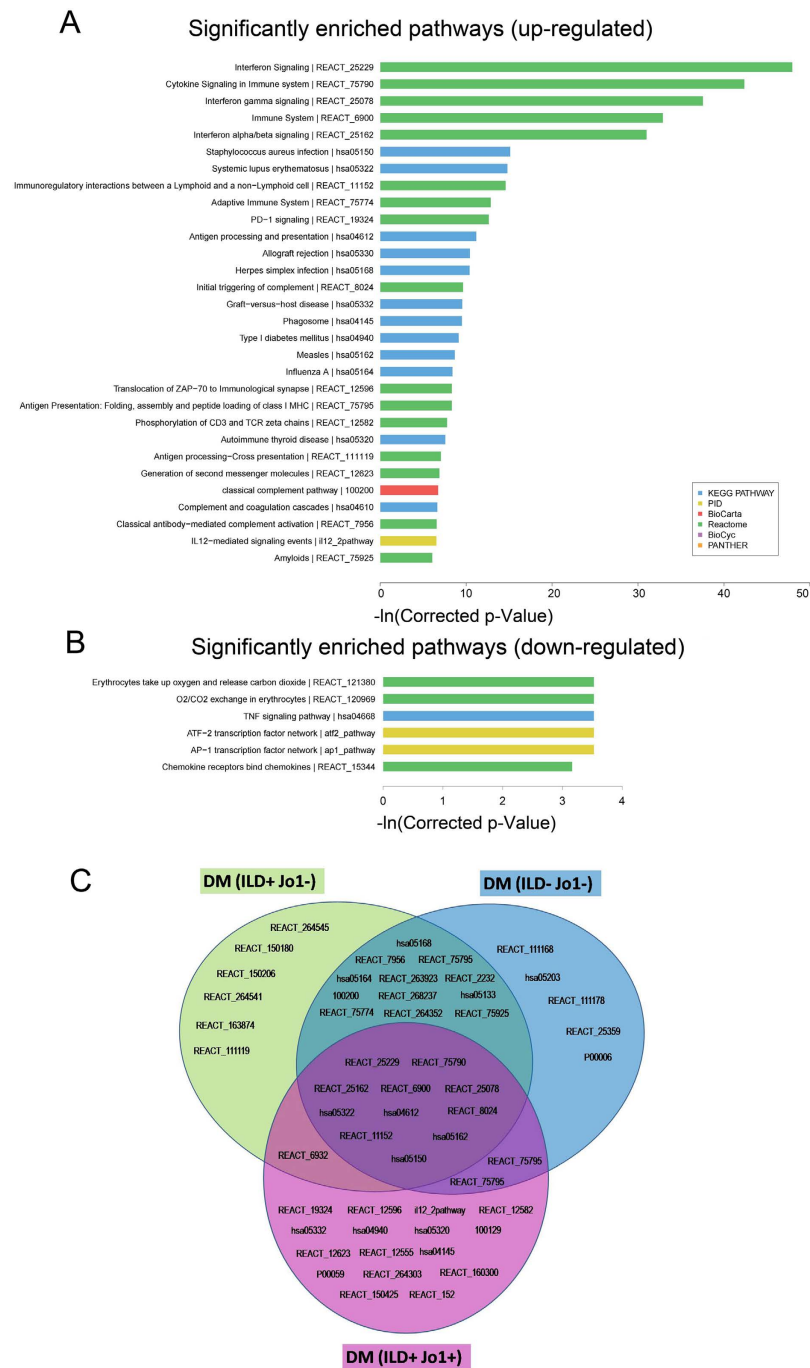 A
Significantly enriched pathways (up-regulated)
Interferon Signaling | REACT_25229
Cytokine Signaling in Immune system | REACT_75790
Interferon gamma signaling | REACT_25078
Immune System | REACT_6900
Interferon alpha/beta signaling | REACT_25162
Staphylococcus aureus infection | hsa05150
Systemic lupus erythematosus | hsa05322
Immunoregulatory interactions between a Lymphoid and a non−Lymphoid cell | REACT_11152
Adaptive Immune System | REACT_75774
PD−1 signaling | REACT_19324
Antigen processing and presentation | hsa04612
Allograft rejection | hsa05330
Herpes simplex infection | hsa05168
Initial triggering of complement | REACT_8024
Graft−versus−host disease | hsa05332
Phagosome | hsa04145
Type I diabetes mellitus | hsa04940
Measles | hsa05162
Influenza A | hsa05164
Translocation of ZAP−70 to Immunological synapse | REACT_12596
Antigen Presentation: Folding, assembly and peptide loading of class I MHC | REACT_75795
Phosphorylation of CD3 and TCR zeta chains | REACT_12582
Autoimmune thyroid disease | hsa05320
Antigen processing−Cross presentation | REACT_111119
Generation of second messenger molecules | REACT_12623
classical complement pathway | 100200
Complement and coagulation cascades | hsa04610
Classical antibody−mediated complement activation | REACT_7956
IL12−mediated signaling events | il12_2pathway
Amyloids | REACT_75925
KEGG PATHWAY
PID
BioCarta
Reactome
BioCyc
PANTHER
0 10 20 30 40 50
-ln(Corrected p-Value)
B
Significantly enriched pathways (down-regulated)
Erythrocytes take up oxygen and release carbon dioxide | REACT_121380
O2/CO2 exchange in erythrocytes | REACT_120969
TNF signaling pathway | hsa04668
ATF−2 transcription factor network | atf2_pathway
AP−1 transcription factor network | ap1_pathway
Chemokine receptors bind chemokines | REACT_15344
0 1 2 3 4
-ln(Corrected p-Value)
C
DM (ILD+ Jo1-)
DM (ILD- Jo1-)
REACT_264545
REACT_150180
REACT_150206
REACT_264541
REACT_163874
REACT_111119
hsa05168
REACT_7956 REACT_75795
hsa05164 REACT_263923 REACT_2232
100200 REACT_268237 hsa05133
REACT_75774 REACT_264352 REACT_75925
REACT_111168
hsa05203
REACT_111178
REACT_25359
P00006
REACT_25229 REACT_75790
REACT_25162 REACT_6900 REACT_25078
hsa05322 hsa04612 REACT_8024
REACT_11152 hsa05162
hsa05150
REACT_6932
REACT_75795
REACT_75795
REACT_19324 REACT_12596 il12_2pathway REACT_12582
hsa05332 hsa04940 hsa05320 100129
REACT_12623 REACT_12555 hsa04145
P00059 REACT_264303 REACT_160300
REACT_150425 REACT_152
DM (ILD+ Jo1+)